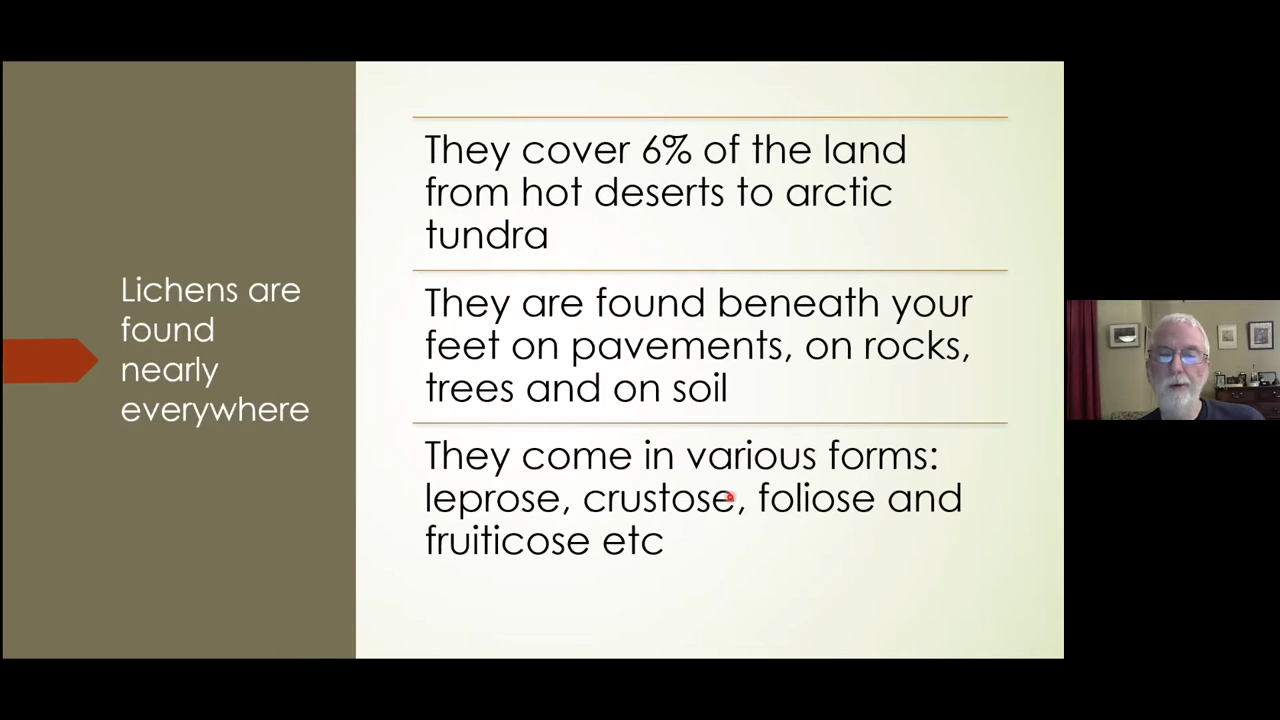 Lichens are
found
nearly
everywhere
They cover 6% of the land
from hot deserts to arctic
tundra
They are found beneath your
feet on pavements, on rocks,
trees and on soil
They come in various forms:
leprose, crustose, foliose and
fruiticose etc